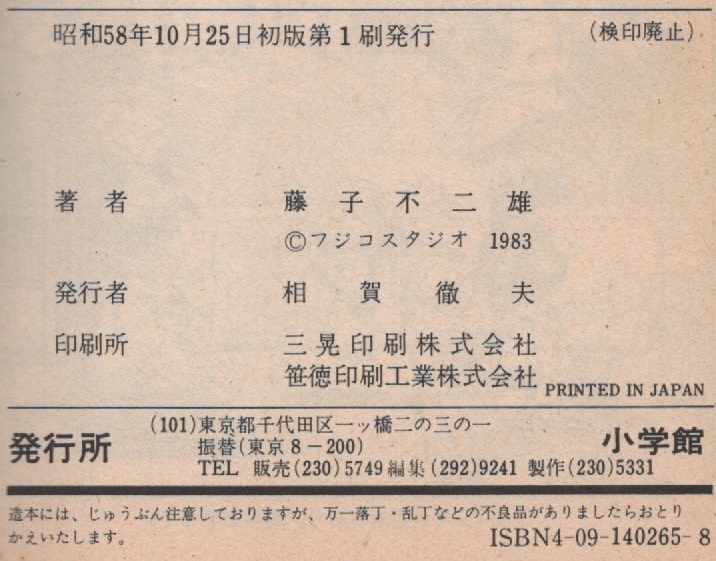 昭和58年10月25日初版第1刷発行 (検印廃止)
著者 藤子不二雄
©フジコスタジオ 1983
発行者 相賀徹夫
印刷所 三晃印刷株式会社
笹徳印刷工業株式会社 PRINTED IN JAPAN
(101)東京都千代田区一ッ橋二の三の一
発行所 振替(東京8-200) 小学館
TEL 販売(230)5749 編集(292)9241 製作(230)5331
造本には、じゅうぶん注意しておりますが、万一落丁・乱丁などの不良品がありましたらおとり
かえいたします。 ISBN4-09-140265-8